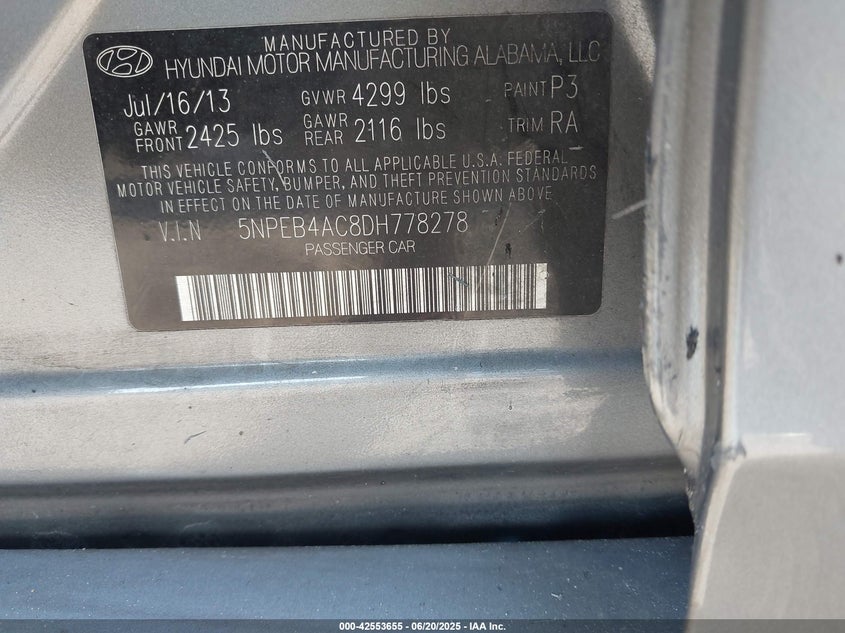 MANUFACTURED BY
HYUNDAI MOTOR MANUFACTURING ALABAMA, LLC
Jul/16/13 GVWR 4299 lbs PAINT P3
GAWR FRONT 2425 lbs GAWR REAR 2116 lbs TRIM RA
THIS VEHICLE CONFORMS TO ALL APPLICABLE U.S.A. FEDERAL
MOTOR VEHICLE SAFETY, BUMPER, AND THEFT PREVENTION STANDARDS
IN EFFECT ON THE DATE OF MANUFACTURE SHOWN ABOVE
V.I.N 5NPEB4AC8DH778278
PASSENGER CAR
000-42553655 - 06/20/2025 - IAA Inc.